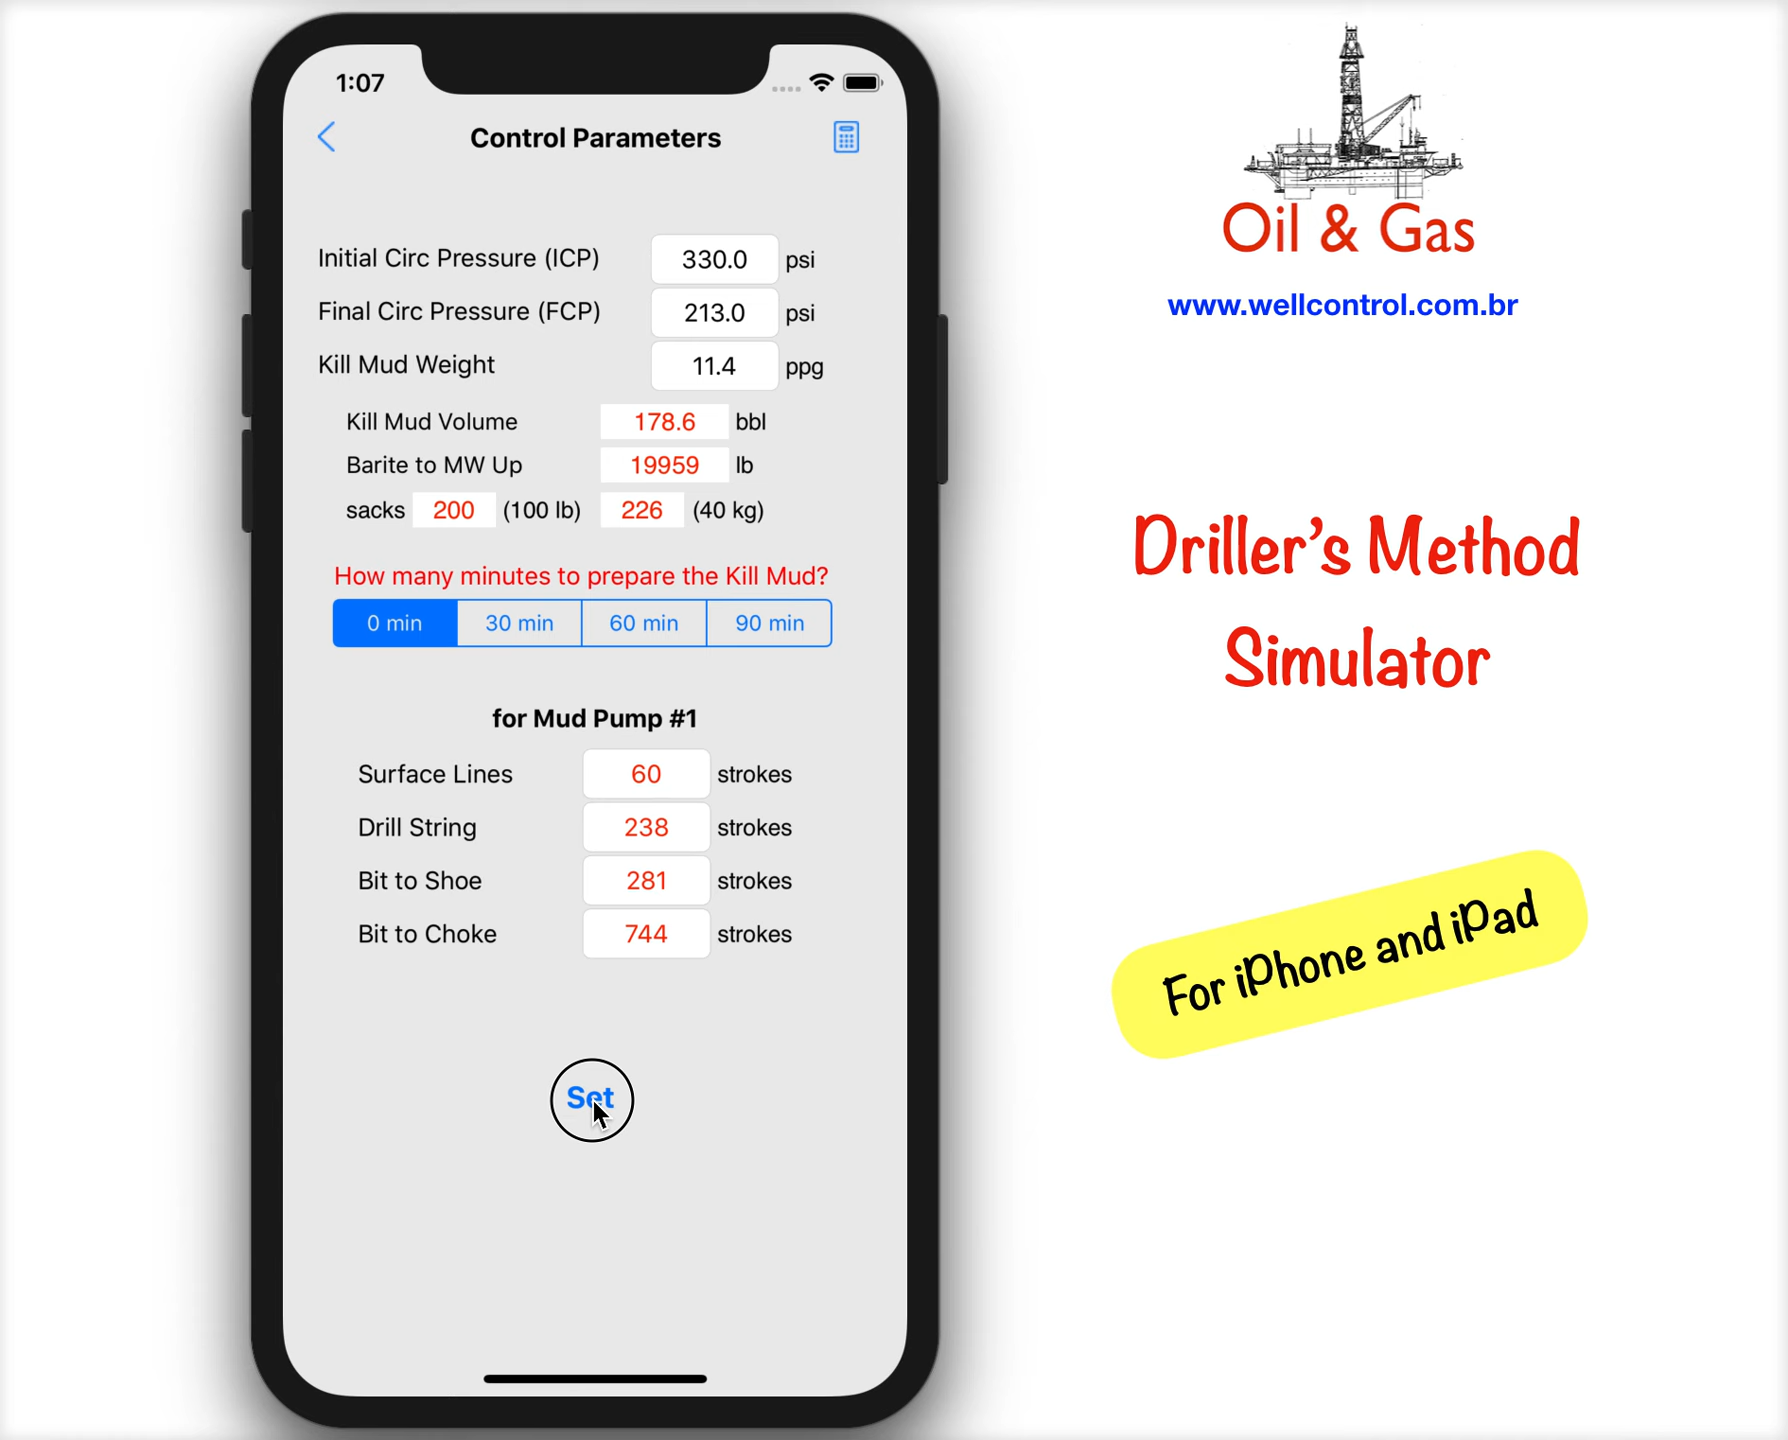 1:07
Control Parameters
Initial Circ Pressure (ICP) 330.0 psi
Final Circ Pressure (FCP) 213.0 psi
Kill Mud Weight 11.4 ppg
Kill Mud Volume 178.6 bbl
Barite to MW Up 19959 lb
sacks 200 (100 lb) 226 (40 kg)
How many minutes to prepare the Kill Mud?
0 min 30 min 60 min 90 min
for Mud Pump #1
Surface Lines 60 strokes
Drill String 238 strokes
Bit to Shoe 281 strokes
Bit to Choke 744 strokes
Set
Oil & Gas
www.wellcontrol.com.br
Driller's Method
Simulator
For iPhone and iPad